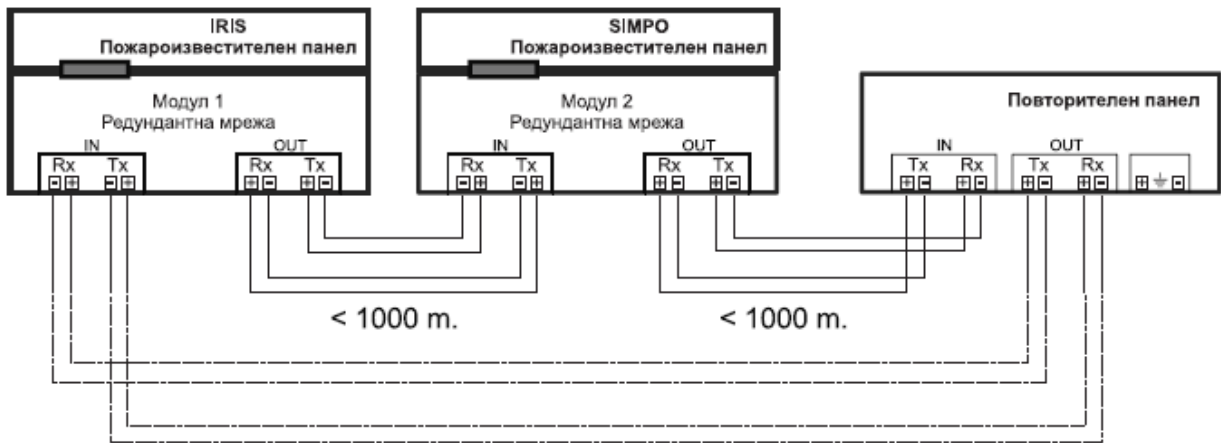 IRIS
Пожароизвестителен панел
Модул 1
Редундантна мрежа
IN
OUT
Rx Tx
Rx Tx
- + - +
+ - + -
SIMPO
Пожароизвестителен панел
Модул 2
Редундантна мрежа
IN
OUT
Rx Tx
Rx Tx
- + - +
+ - + -
Повторителен панел
IN
OUT
Tx Rx
Tx Rx
+ - + -
+ - + -
+ ⏚ -
< 1000 m.
< 1000 m.